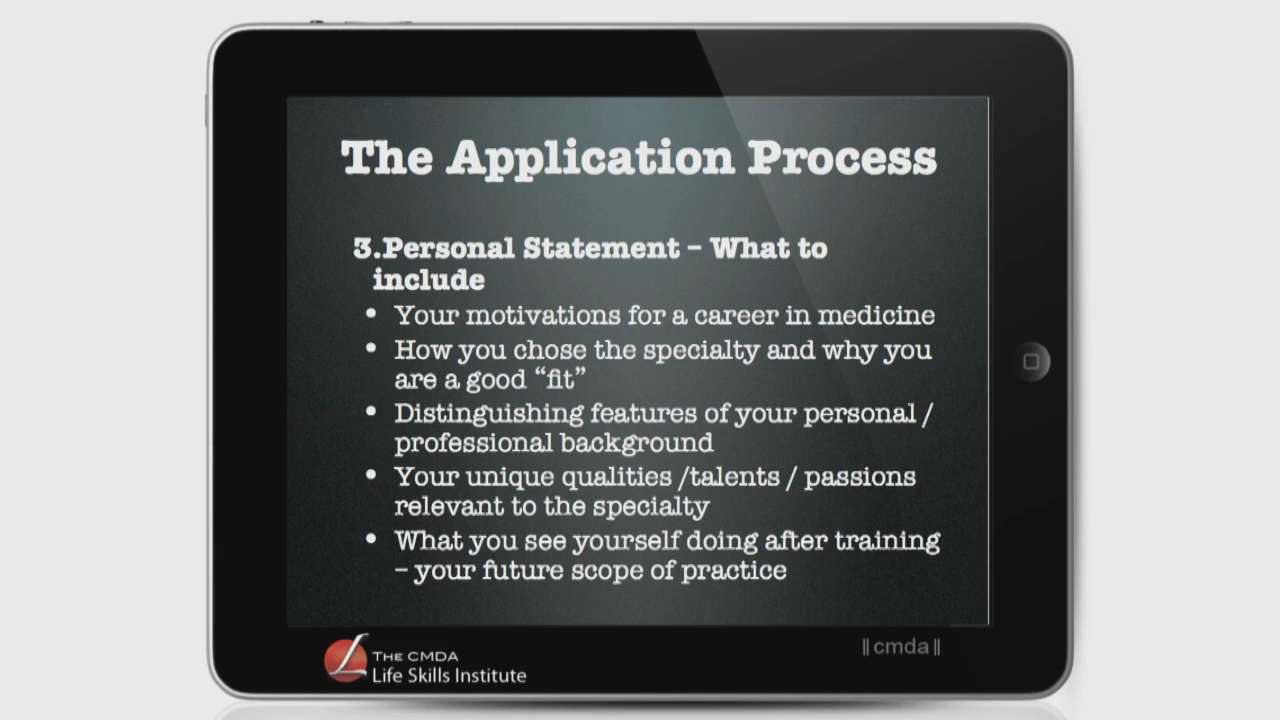 The Application Process
3.Personal Statement – What to
include
• Your motivations for a career in medicine
• How you chose the specialty and why you
are a good “fit”
• Distinguishing features of your personal /
professional background
• Your unique qualities /talents / passions
relevant to the specialty
• What you see yourself doing after training
– your future scope of practice
THE CMDA
Life Skills Institute
||cmda||